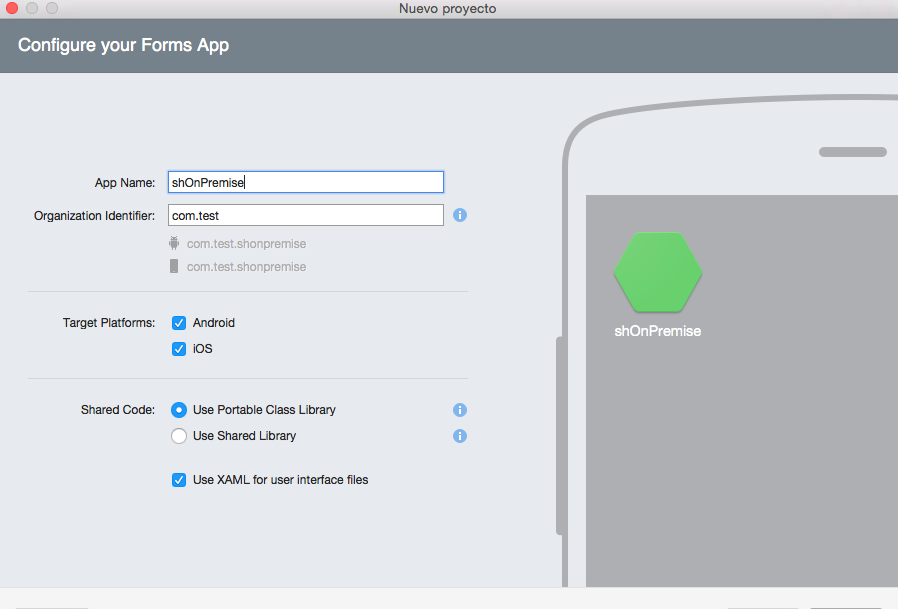 Nuevo proyecto
Configure your Forms App
App Name: shOnPremise
Organization Identifier: com.test
com.test.shonpremise
com.test.shonpremise
Target Platforms: Android
iOS
Shared Code: Use Portable Class Library
Use Shared Library
Use XAML for user interface files
shOnPremise